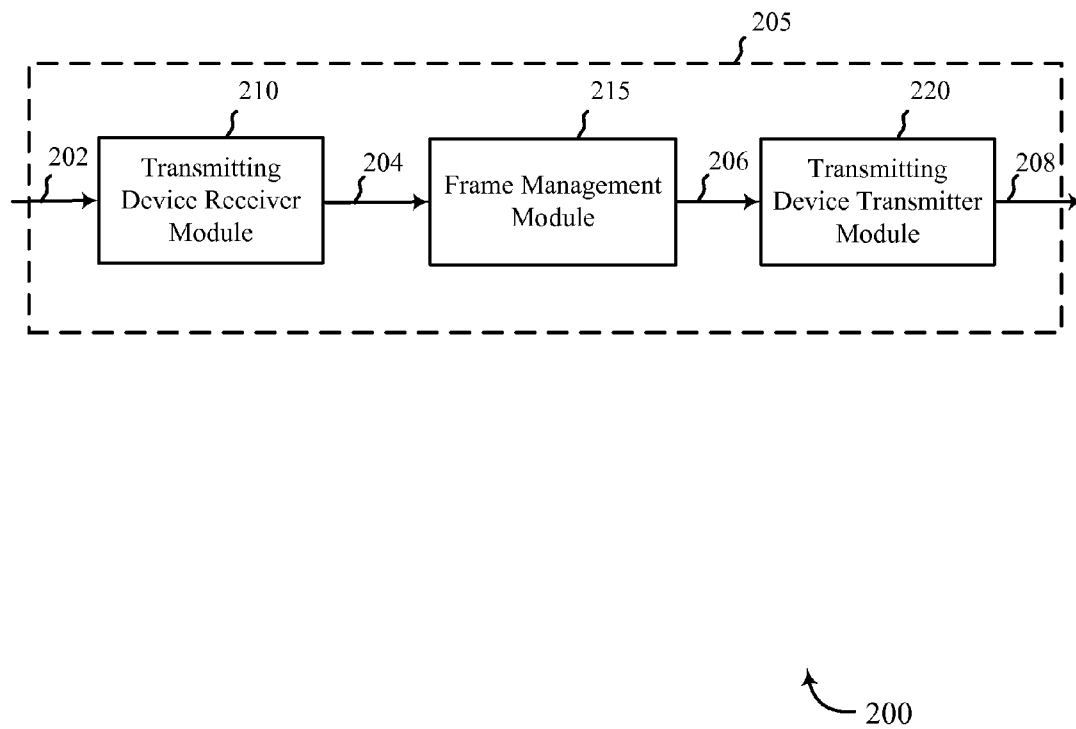 205
210
215
220
202
Transmitting
Device Receiver
Module
204
Frame Management
Module
206
Transmitting
Device Transmitter
Module
208
200